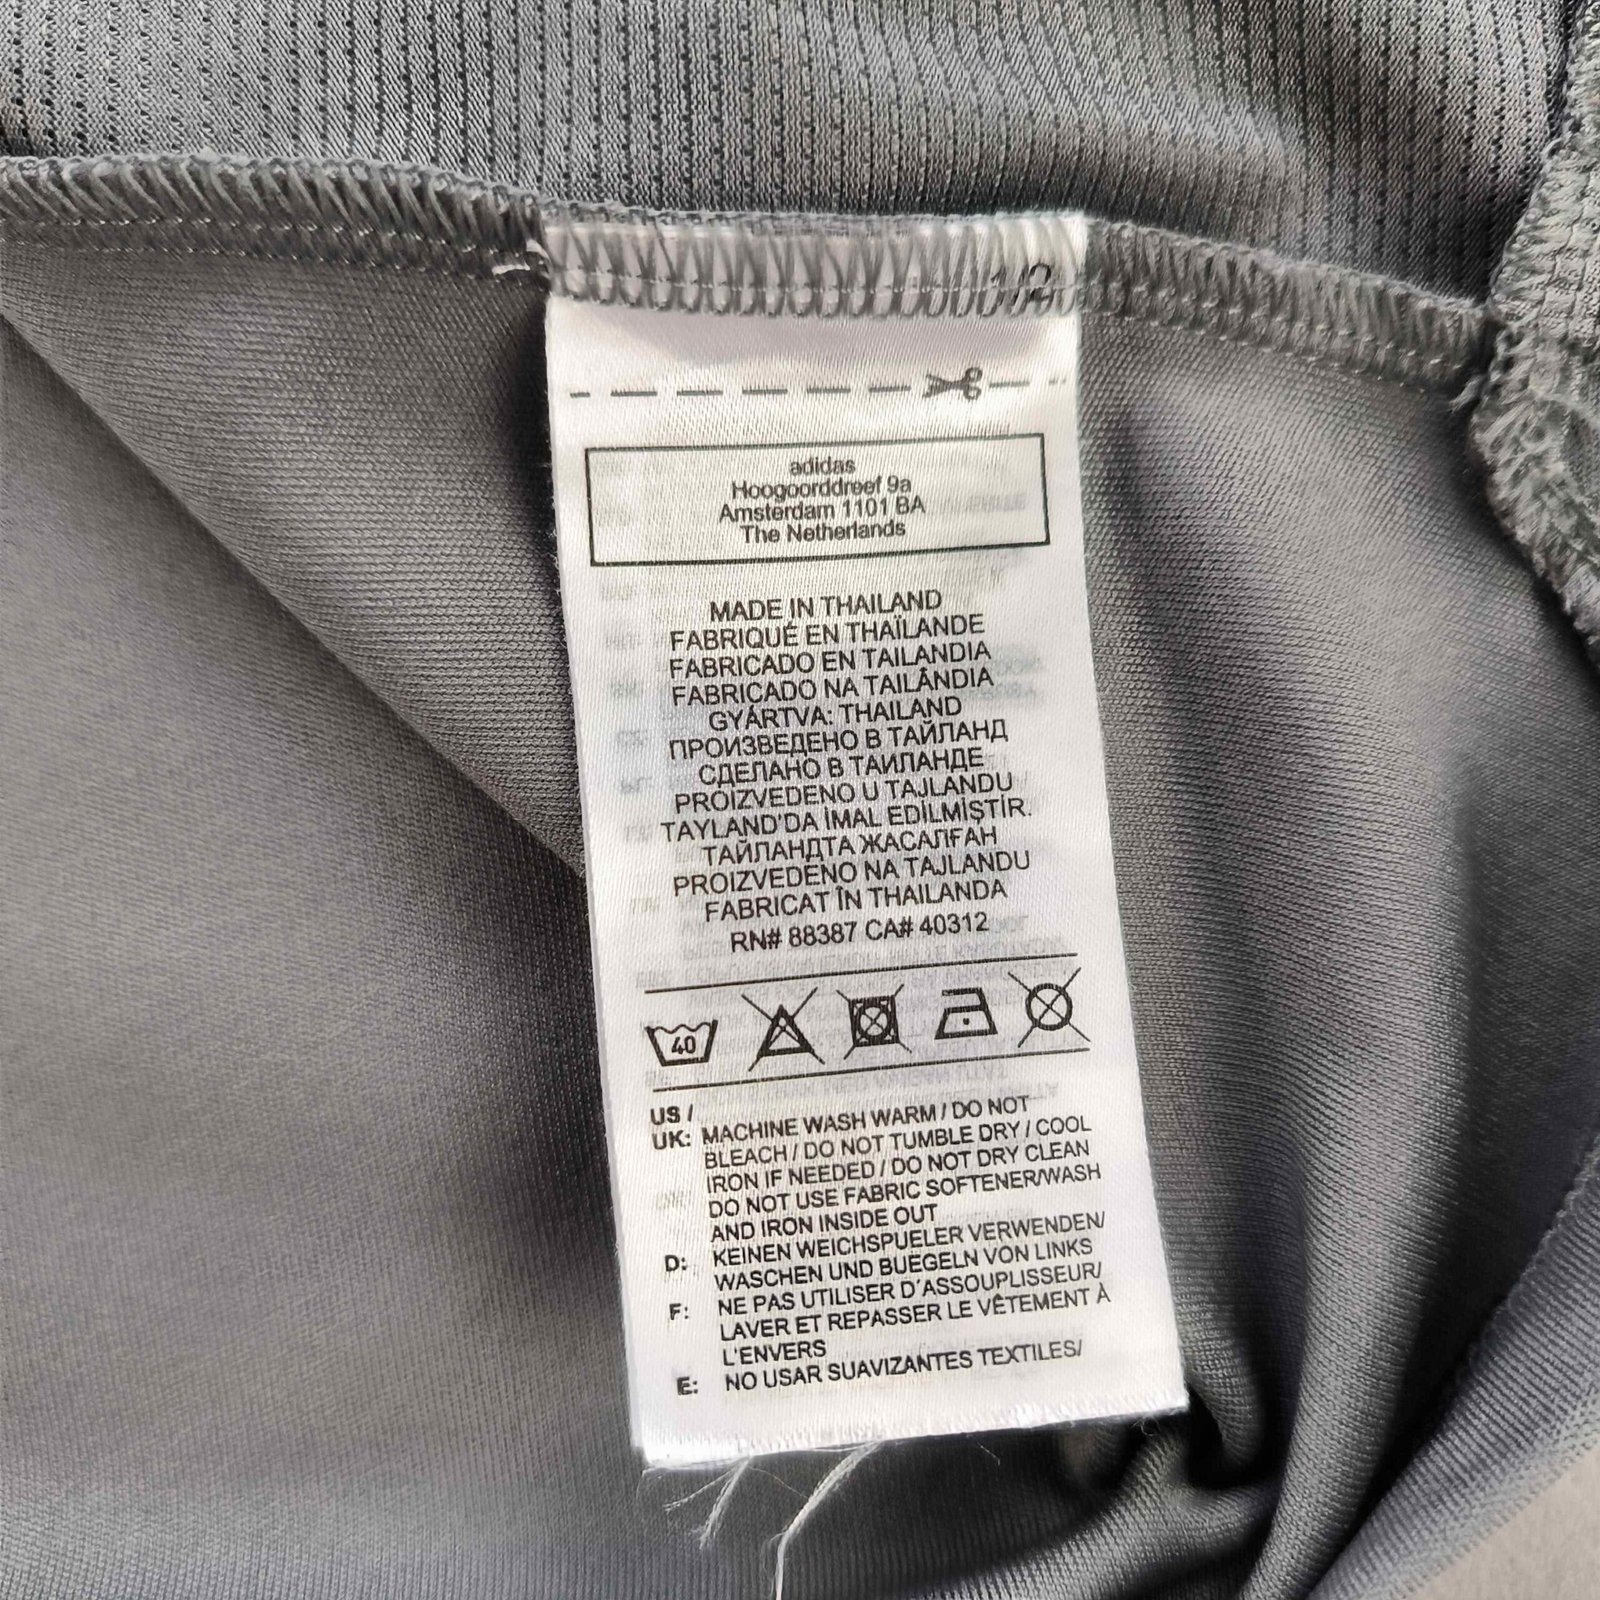 1/2
adidas
Hoogoorddreef 9a
Amsterdam 1101 BA
The Netherlands
MADE IN THAILAND
FABRIQUÉ EN THAÏLANDE
FABRICADO EN TAILANDIA
FABRICADO NA TAILÂNDIA
GYÁRTVA: THAILAND
ПРОИЗВЕДЕНО В ТАЙЛАНД
СДЕЛАНО В ТАИЛАНДЕ
PROIZVEDENO U TAJLANDU
TAYLAND'DA İMAL EDİLMİŞTİR.
ТАЙЛАНДТА ЖАСАЛҒАН
PROIZVEDENO NA TAJLANDU
FABRICAT ÎN THAILANDA
RN# 88387 CA# 40312
40
US /
UK: MACHINE WASH WARM / DO NOT
BLEACH / DO NOT TUMBLE DRY / COOL
IRON IF NEEDED / DO NOT DRY CLEAN
DO NOT USE FABRIC SOFTENER/WASH
AND IRON INSIDE OUT
D: KEINEN WEICHSPUELER VERWENDEN/
WASCHEN UND BUEGELN VON LINKS
F: NE PAS UTILISER D´ASSOUPLISSEUR/
LAVER ET REPASSER LE VÊTEMENT À
L'ENVERS
E: NO USAR SUAVIZANTES TEXTILES/